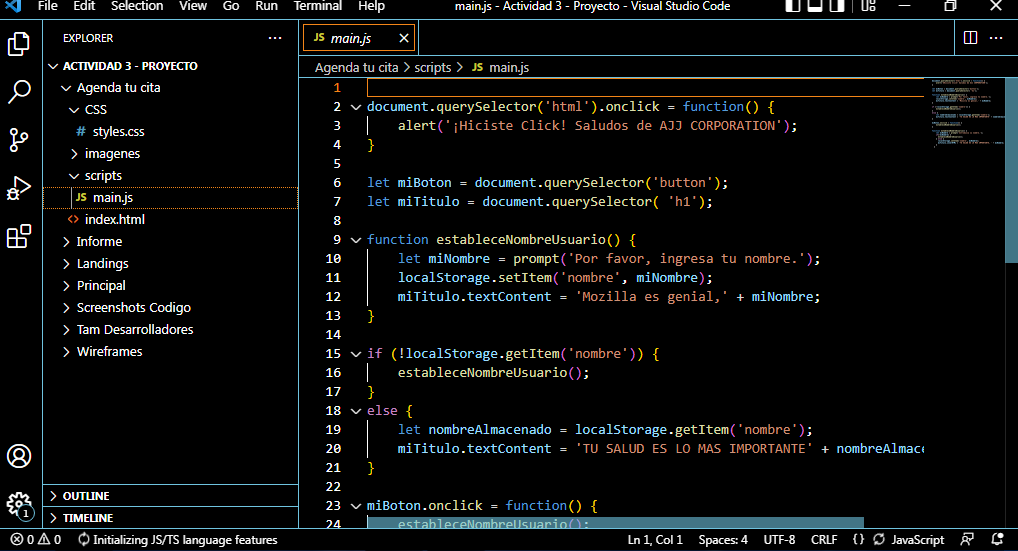 File Edit Selection View Go Run Terminal Help main.js - Actividad 3 - Proyecto - Visual Studio Code
EXPLORER
ACTIVIDAD 3 - PROYECTO
Agenda tu cita
CSS
# styles.css
imagenes
scripts
JS main.js
<> index.html
Informe
Landings
Principal
Screenshots Codigo
Tam Desarrolladores
Wireframes
OUTLINE
TIMELINE
JS main.js
Agenda tu cita > scripts > JS main.js
1
2 document.querySelector('html').onclick = function() {
3 alert('¡Hiciste Click! Saludos de AJJ CORPORATION');
4 }
5
6 let miBoton = document.querySelector('button');
7 let miTitulo = document.querySelector( 'h1');
8
9 function estableceNombreUsuario() {
10 let miNombre = prompt('Por favor, ingresa tu nombre.');
11 localStorage.setItem('nombre', miNombre);
12 miTitulo.textContent = 'Mozilla es genial,' + miNombre;
13 }
14
15 if (!localStorage.getItem('nombre')) {
16 estableceNombreUsuario();
17 }
18 else {
19 let nombreAlmacenado = localStorage.getItem('nombre');
20 miTitulo.textContent = 'TU SALUD ES LO MAS IMPORTANTE' + nombreAlmac
21 }
22
23 miBoton.onclick = function() {
24 estableceNombreUsuario();
1
0 0 Initializing JS/TS language features Ln 1, Col 1 Spaces: 4 UTF-8 CRLF {} JavaScript